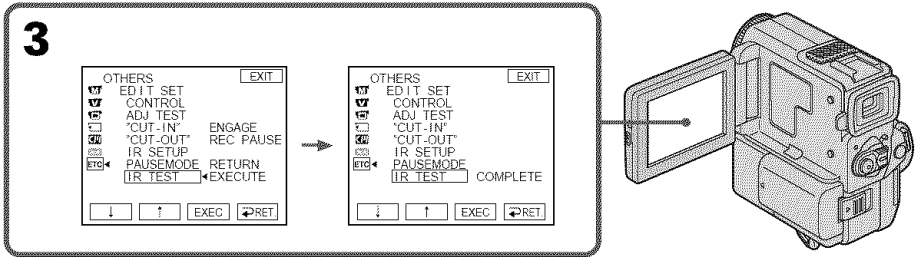 3
OTHERS EXIT
EDIT SET
CONTROL
ADJ TEST
"CUT-IN" ENGAGE
"CUT-OUT" REC PAUSE
IR SETUP
ETC PAUSEMODE RETURN
IR TEST EXECUTE
↓ ↑ EXEC RET.
OTHERS EXIT
EDIT SET
CONTROL
ADJ TEST
"CUT-IN"
"CUT-OUT"
IR SETUP
ETC PAUSEMODE
IR TEST COMPLETE
↓ ↑ EXEC RET.